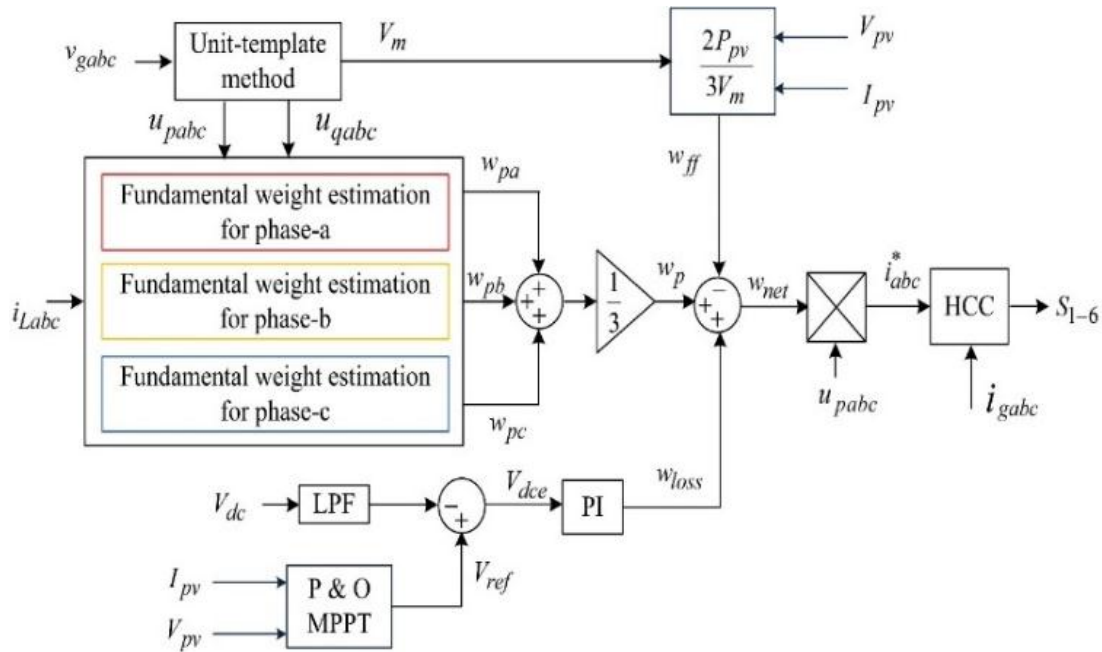 v_gabc
Unit-template
method
V_m
2P_pv
3V_m
V_pv
I_pv
u_pabc
u_qabc
w_ff
i_Labc
Fundamental weight estimation
for phase-a
Fundamental weight estimation
for phase-b
Fundamental weight estimation
for phase-c
w_pa
w_pb
w_pc
+
+
+
1
3
w_p
−
+
+
w_net
i*_abc
HCC
S_1−6
u_pabc
i_gabc
V_dc
LPF
−
+
V_dce
PI
w_loss
I_pv
V_pv
P & O
MPPT
V_ref